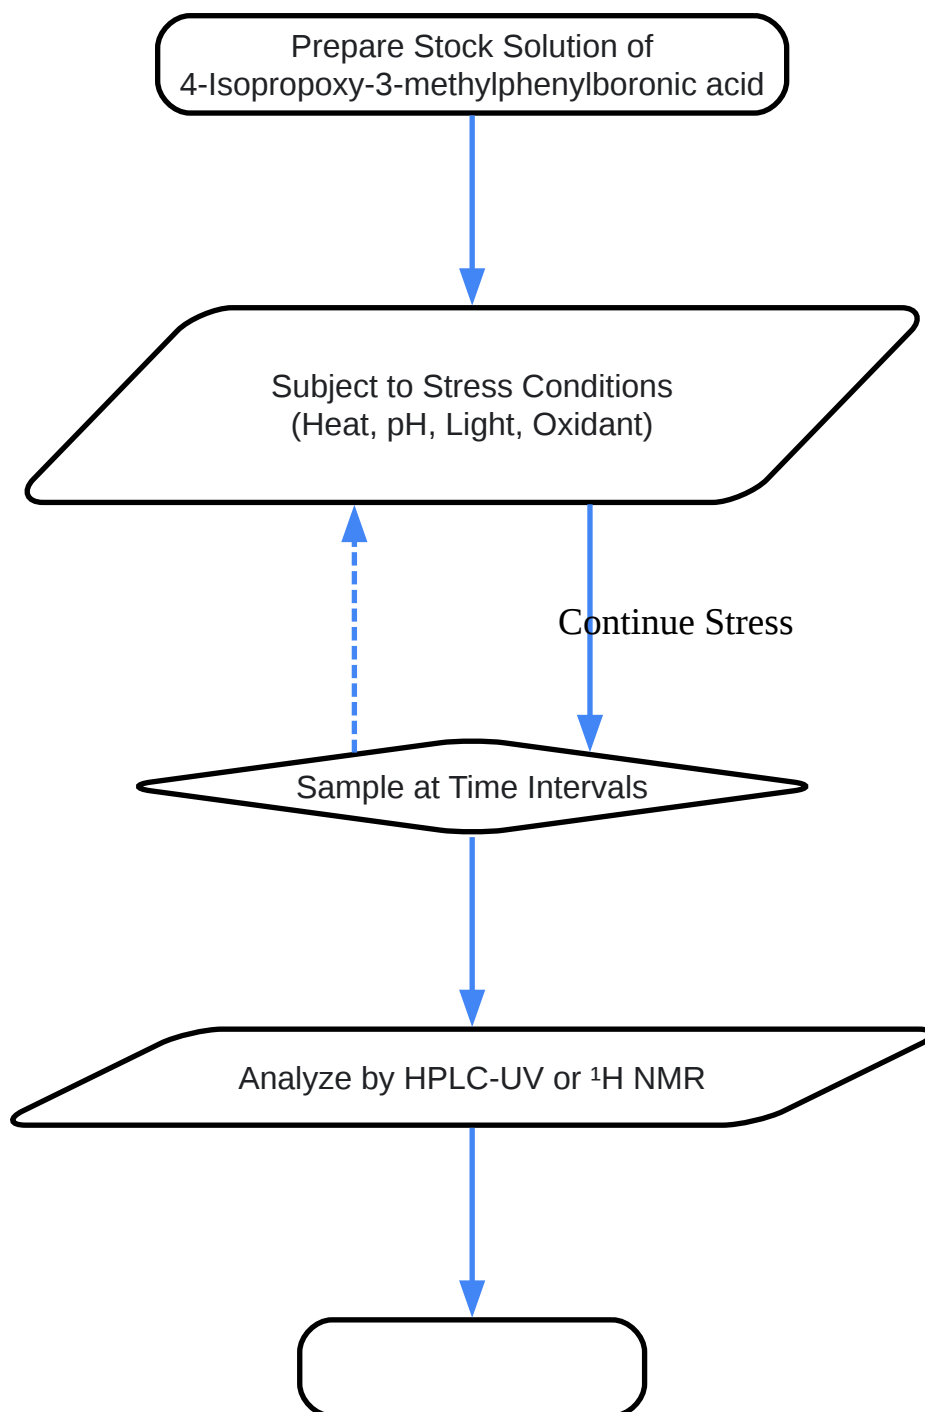 Prepare Stock Solution of
4-Isopropoxy-3-methylphenylboronic acid
Subject to Stress Conditions
(Heat, pH, Light, Oxidant)
Continue Stress
Sample at Time Intervals
Analyze by HPLC-UV or ¹H NMR